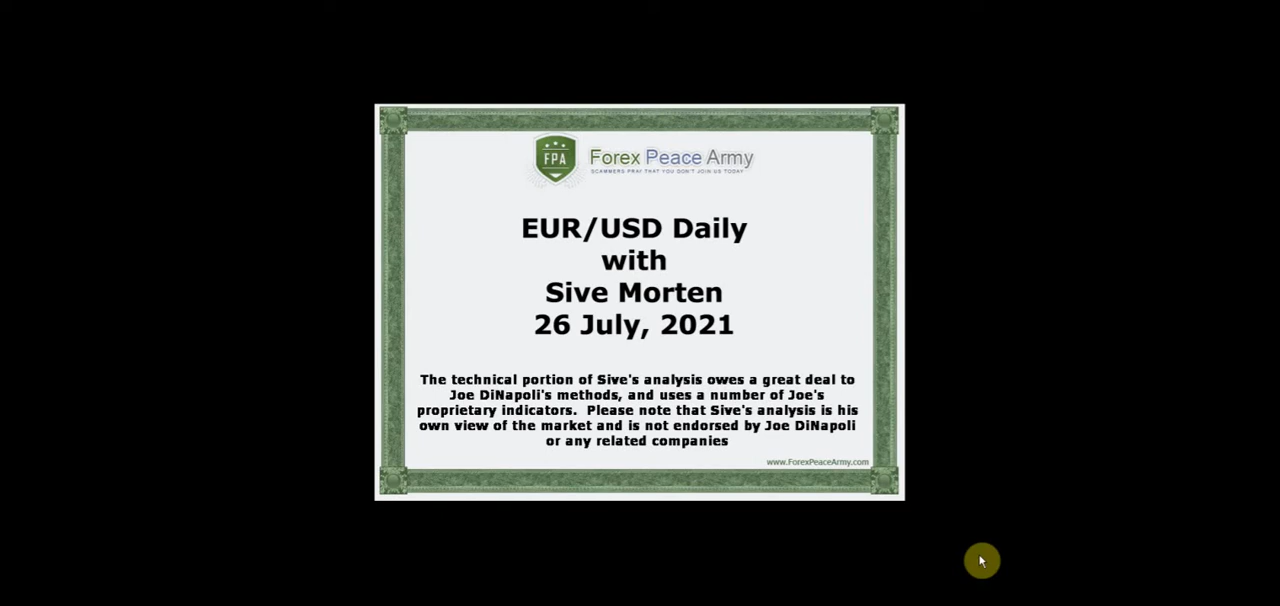 FPA
Forex Peace Army
SCAMMERS PRAY THAT YOU DON'T JOIN US TODAY
EUR/USD Daily
with
Sive Morten
26 July, 2021
The technical portion of Sive's analysis owes a great deal to
Joe DiNapoli's methods, and uses a number of Joe's
proprietary indicators.  Please note that Sive's analysis is his
own view of the market and is not endorsed by Joe DiNapoli
or any related companies
www.ForexPeaceArmy.com